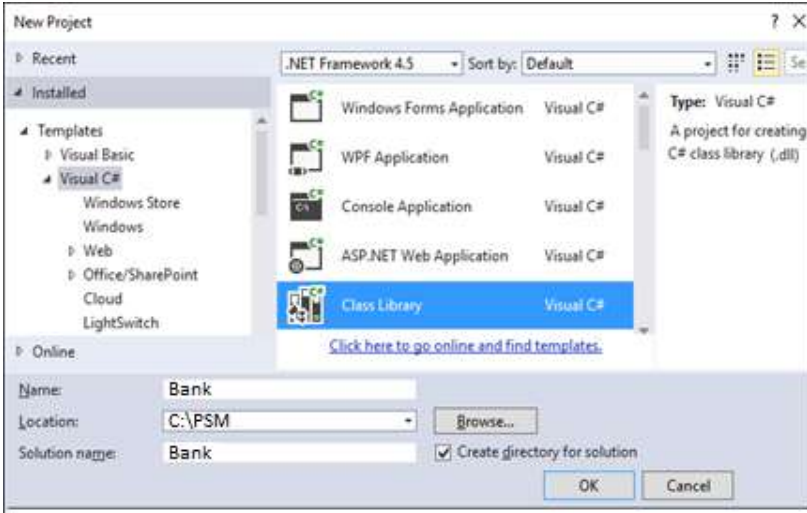 New Project ? X
Recent
.NET Framework 4.5 Sort by: Default Se
Installed
Templates
Visual Basic
Visual C#
Windows Store
Windows
Web
Office/SharePoint
Cloud
LightSwitch
Online
Windows Forms Application Visual C#
WPF Application Visual C#
Console Application Visual C#
ASP.NET Web Application Visual C#
Class Library Visual C#
Click here to go online and find templates.
Type: Visual C#
A project for creating
C# class library (.dll)
Name: Bank
Location: C:\PSM Browse...
Solution name: Bank Create directory for solution
OK Cancel